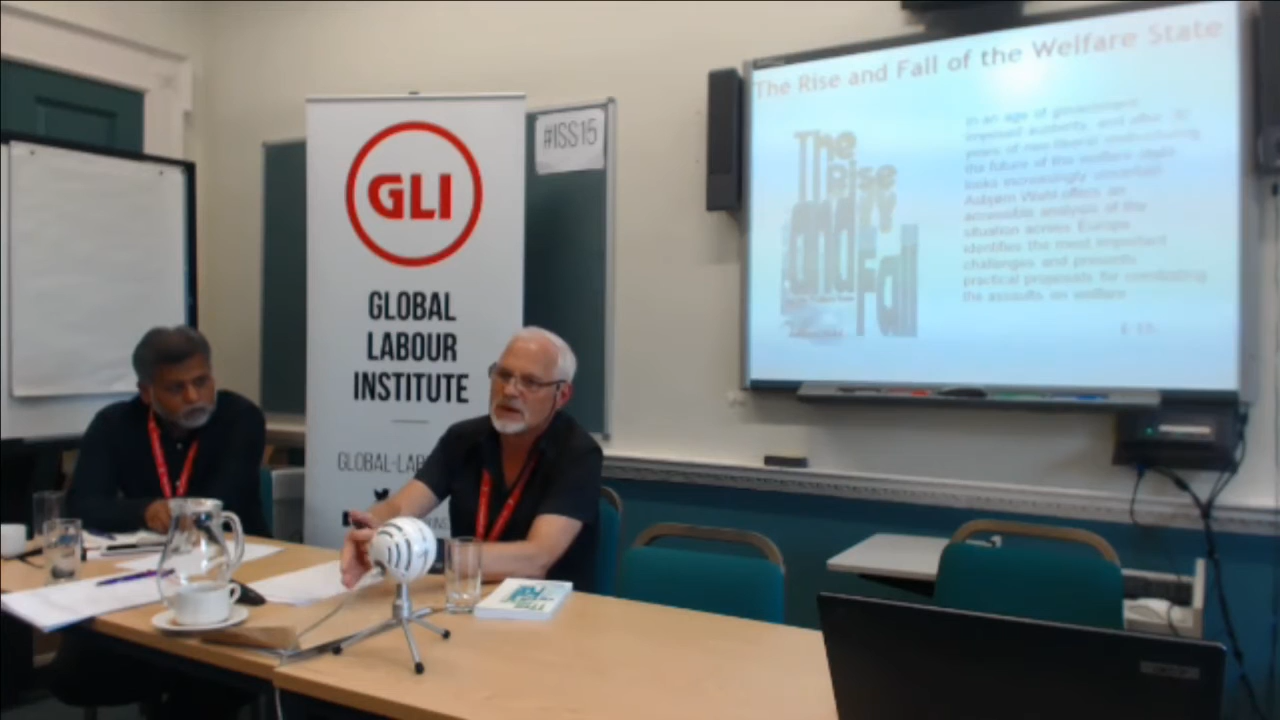 GLI
GLOBAL
LABOUR
INSTITUTE
GLOBAL-LAB
#ISS15
The Rise and Fall of the Welfare State
The
Rise
and
Fall
In an age of government
imposed austerity, and after 30
years of neo-liberal restructuring
the future of the welfare state
looks increasingly uncertain
Asbjørn Wahl offers an
accessible analysis of the
situation across Europe
identifies the most important
challenges and presents
practical proposals for combating
the assaults on welfare